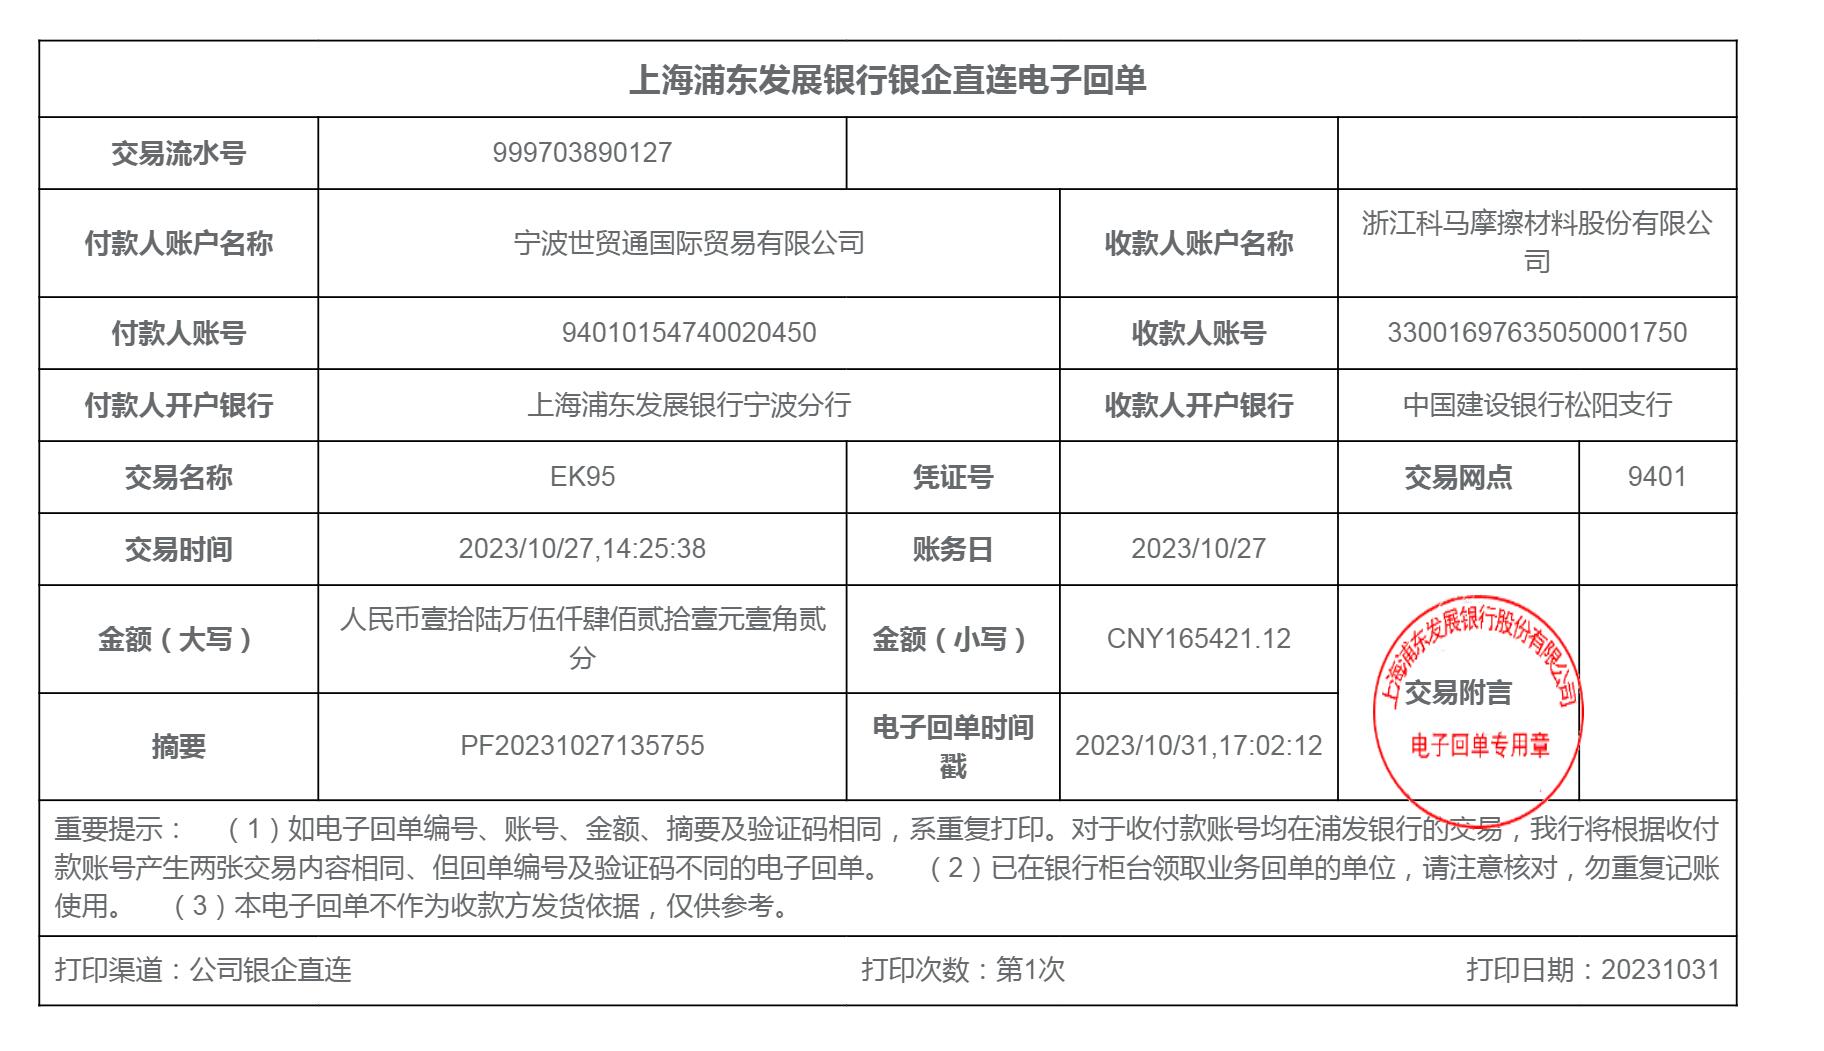 上海浦东发展银行银企直连电子回单
交易流水号 999703890127
付款人账户名称 宁波世贸通国际贸易有限公司 收款人账户名称 浙江科马摩擦材料股份有限公
司
付款人账号 94010154740020450 收款人账号 33001697635050001750
付款人开户银行 上海浦东发展银行宁波分行 收款人开户银行 中国建设银行松阳支行
交易名称 EK95 凭证号 交易网点 9401
交易时间 2023/10/27,14:25:38 账务日 2023/10/27
金额（大写） 人民币壹拾陆万伍仟肆佰贰拾壹元壹角贰
分
金额（小写） CNY165421.12
上海浦东发展银行股份有限公司
交易附言
电子回单专用章
摘要 PF20231027135755 电子回单时间
戳
2023/10/31,17:02:12
重要提示： （1）如电子回单编号、账号、金额、摘要及验证码相同，系重复打印。对于收付款账号均在浦发银行的交易，我行将根据收付
款账号产生两张交易内容相同、但回单编号及验证码不同的电子回单。 （2）已在银行柜台领取业务回单的单位，请注意核对，勿重复记账
使用。 （3）本电子回单不作为收款方发货依据，仅供参考。
打印渠道：公司银企直连 打印次数：第1次 打印日期：20231031